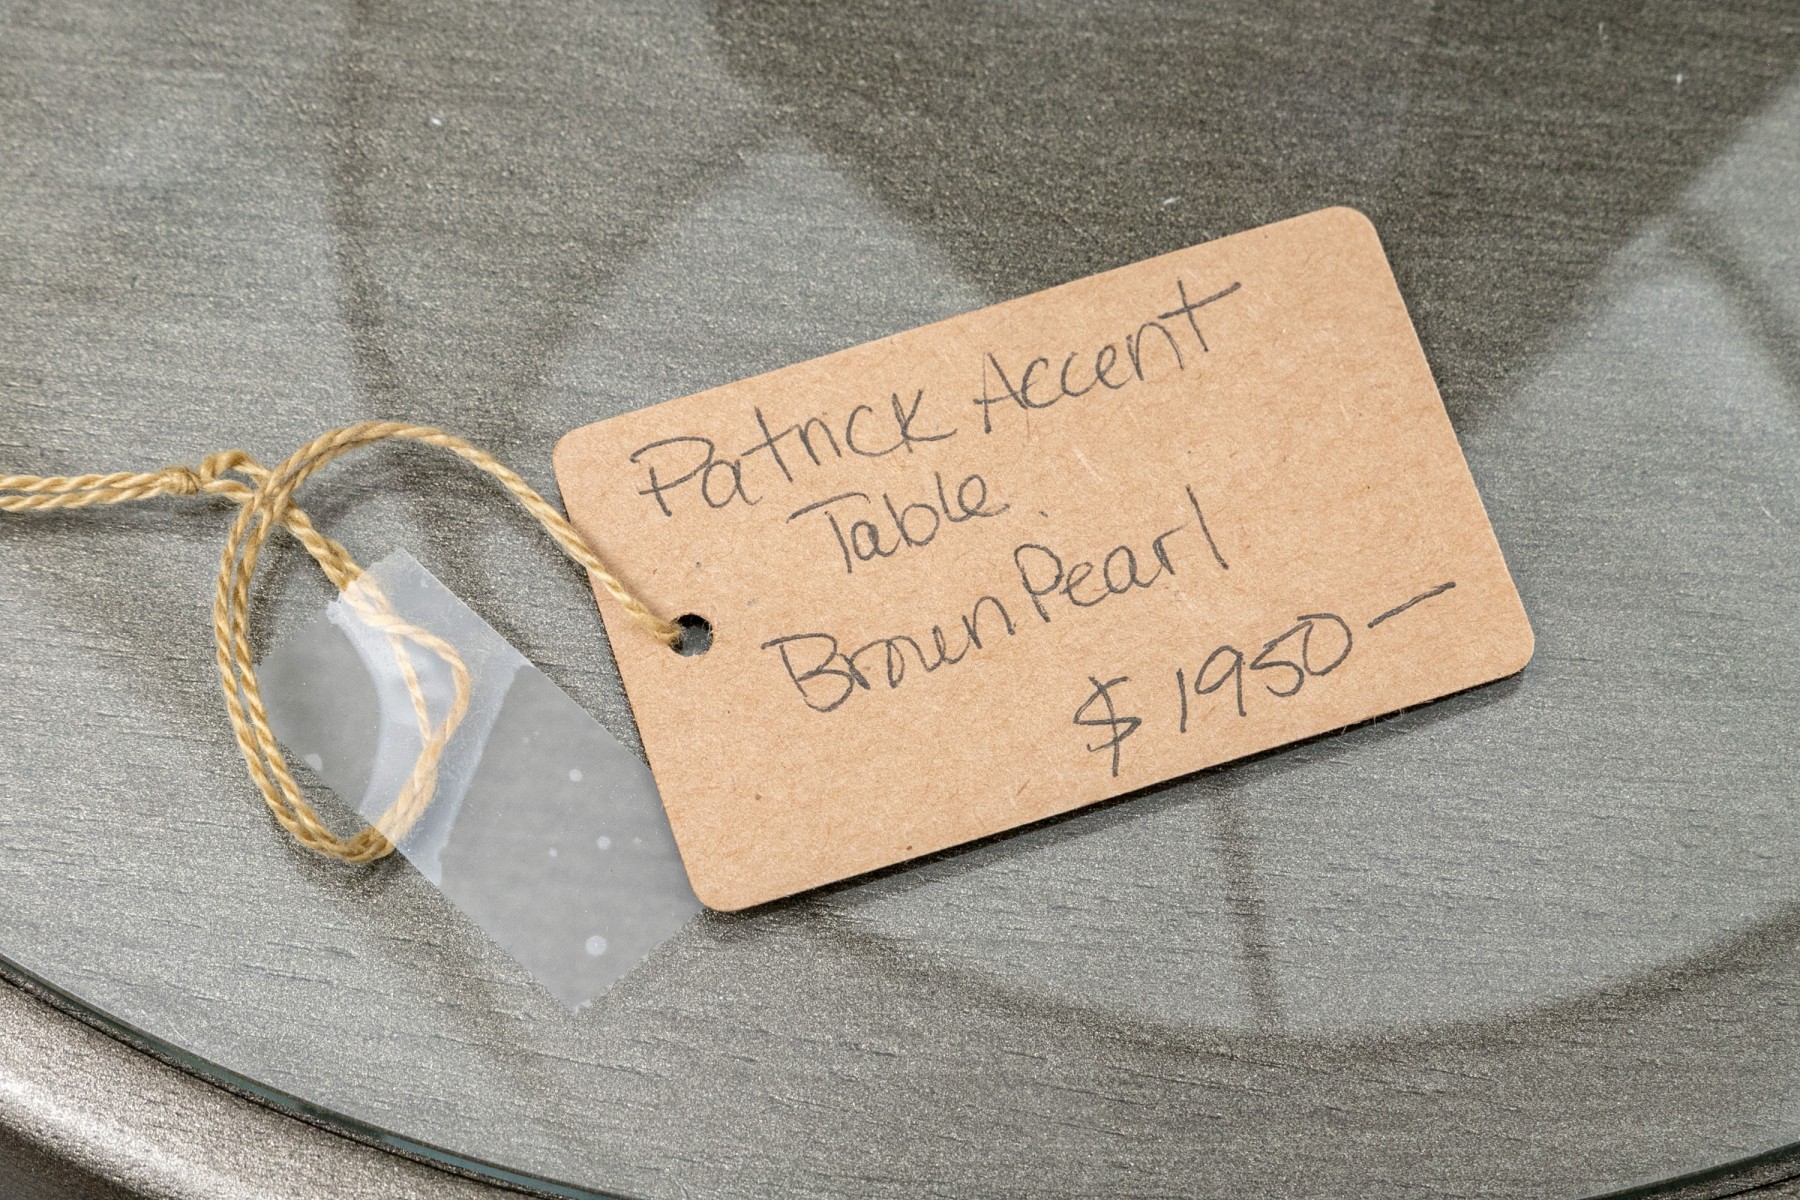 Patrick Accent
Table.
Brown Pearl
$1950—